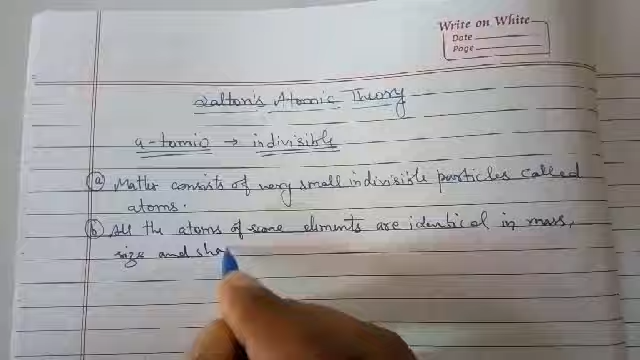 Write on White
Date
Page
Dalton's Atomic Theory
a-tomio → indivisible
(a) Matter consists of very small indivisible particles called
atoms.
(b) All the atoms of same elements are identical in mass,
size and sha